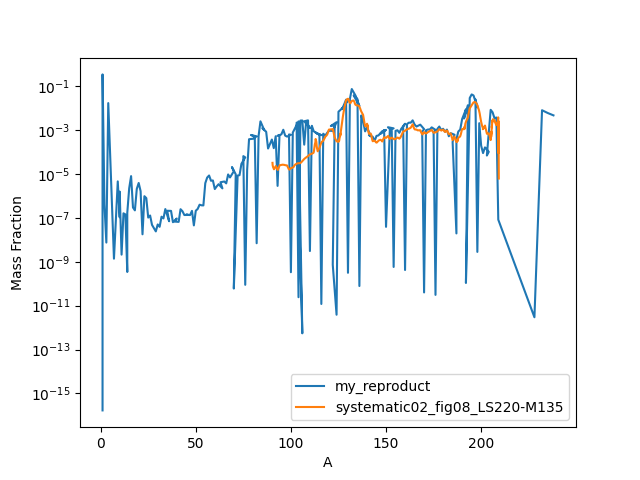 10⁻¹
10⁻³
10⁻⁵
10⁻⁷
10⁻⁹
10⁻¹¹
10⁻¹³
10⁻¹⁵
Mass Fraction
my_reproduct
systematic02_fig08_LS220-M135
0 50 100 150 200
A